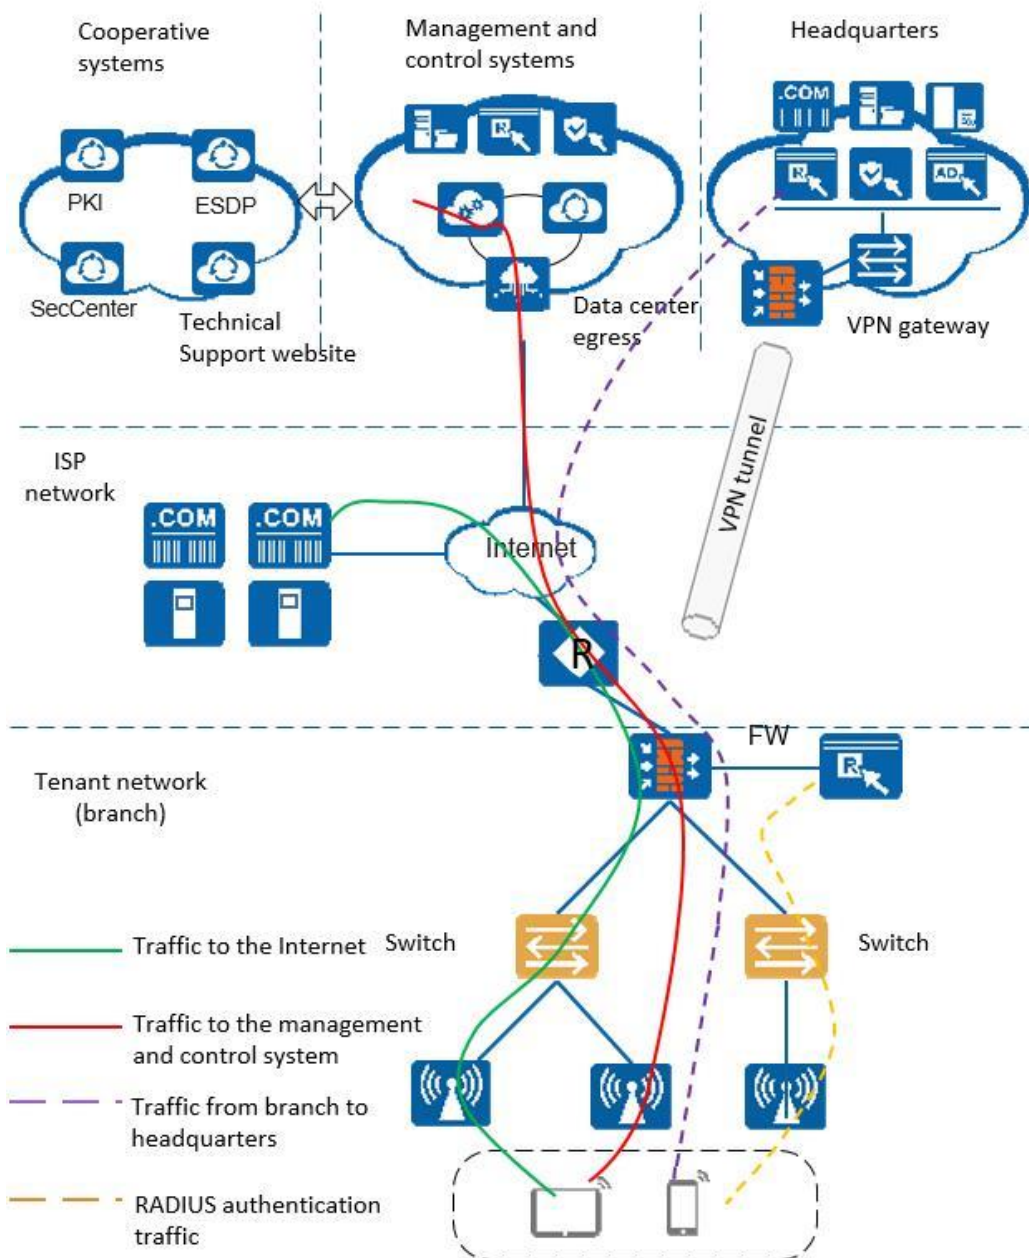 Cooperative
systems
Management and
control systems
Headquarters
.COM
R
R
AD
PKI
ESDP
SecCenter
Technical
Support website
Data center
egress
VPN gateway
VPN tunnel
ISP
network
.COM
.COM
Internet
R
FW
R
Tenant network
(branch)
Switch
Switch
Traffic to the Internet
Traffic to the management
and control system
Traffic from branch to
headquarters
RADIUS authentication
traffic